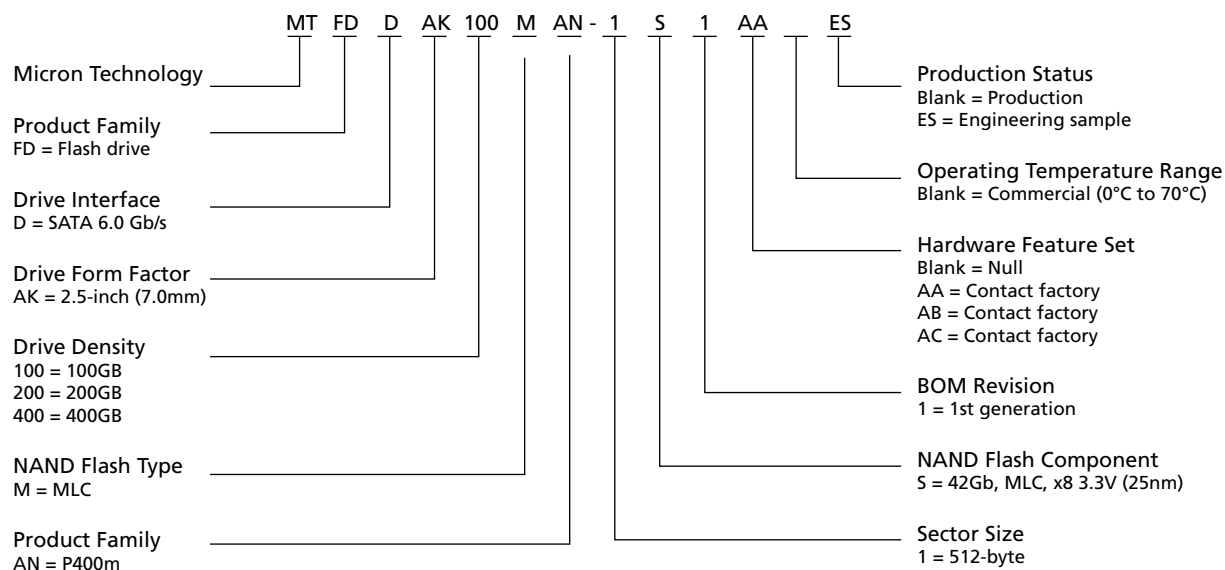 MT FD D AK 100 M AN - 1 S 1 AA ES
Micron Technology
Product Family
FD = Flash drive
Drive Interface
D = SATA 6.0 Gb/s
Drive Form Factor
AK = 2.5-inch (7.0mm)
Drive Density
100 = 100GB
200 = 200GB
400 = 400GB
NAND Flash Type
M = MLC
Product Family
AN = P400m
Production Status
Blank = Production
ES = Engineering sample
Operating Temperature Range
Blank = Commercial (0°C to 70°C)
Hardware Feature Set
Blank = Null
AA = Contact factory
AB = Contact factory
AC = Contact factory
BOM Revision
1 = 1st generation
NAND Flash Component
S = 42Gb, MLC, x8 3.3V (25nm)
Sector Size
1 = 512-byte